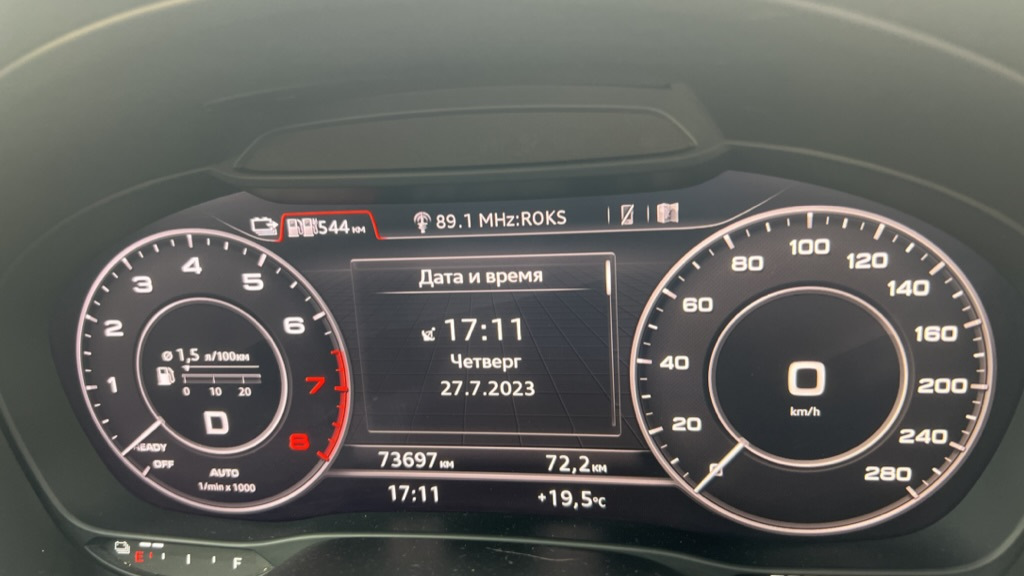 544 км
89.1 MHz:ROKS
Дата и время
17:11
Четверг
27.7.2023
1
2
3
4
5
6
7
8
ø 1,5 л/100км
0 10 20
D
READY
OFF
AUTO
1/min x 1000
0
20
40
60
80
100
120
140
160
200
240
280
0
km/h
73697 км
72,2 км
17:11
+19,5°C
E
F